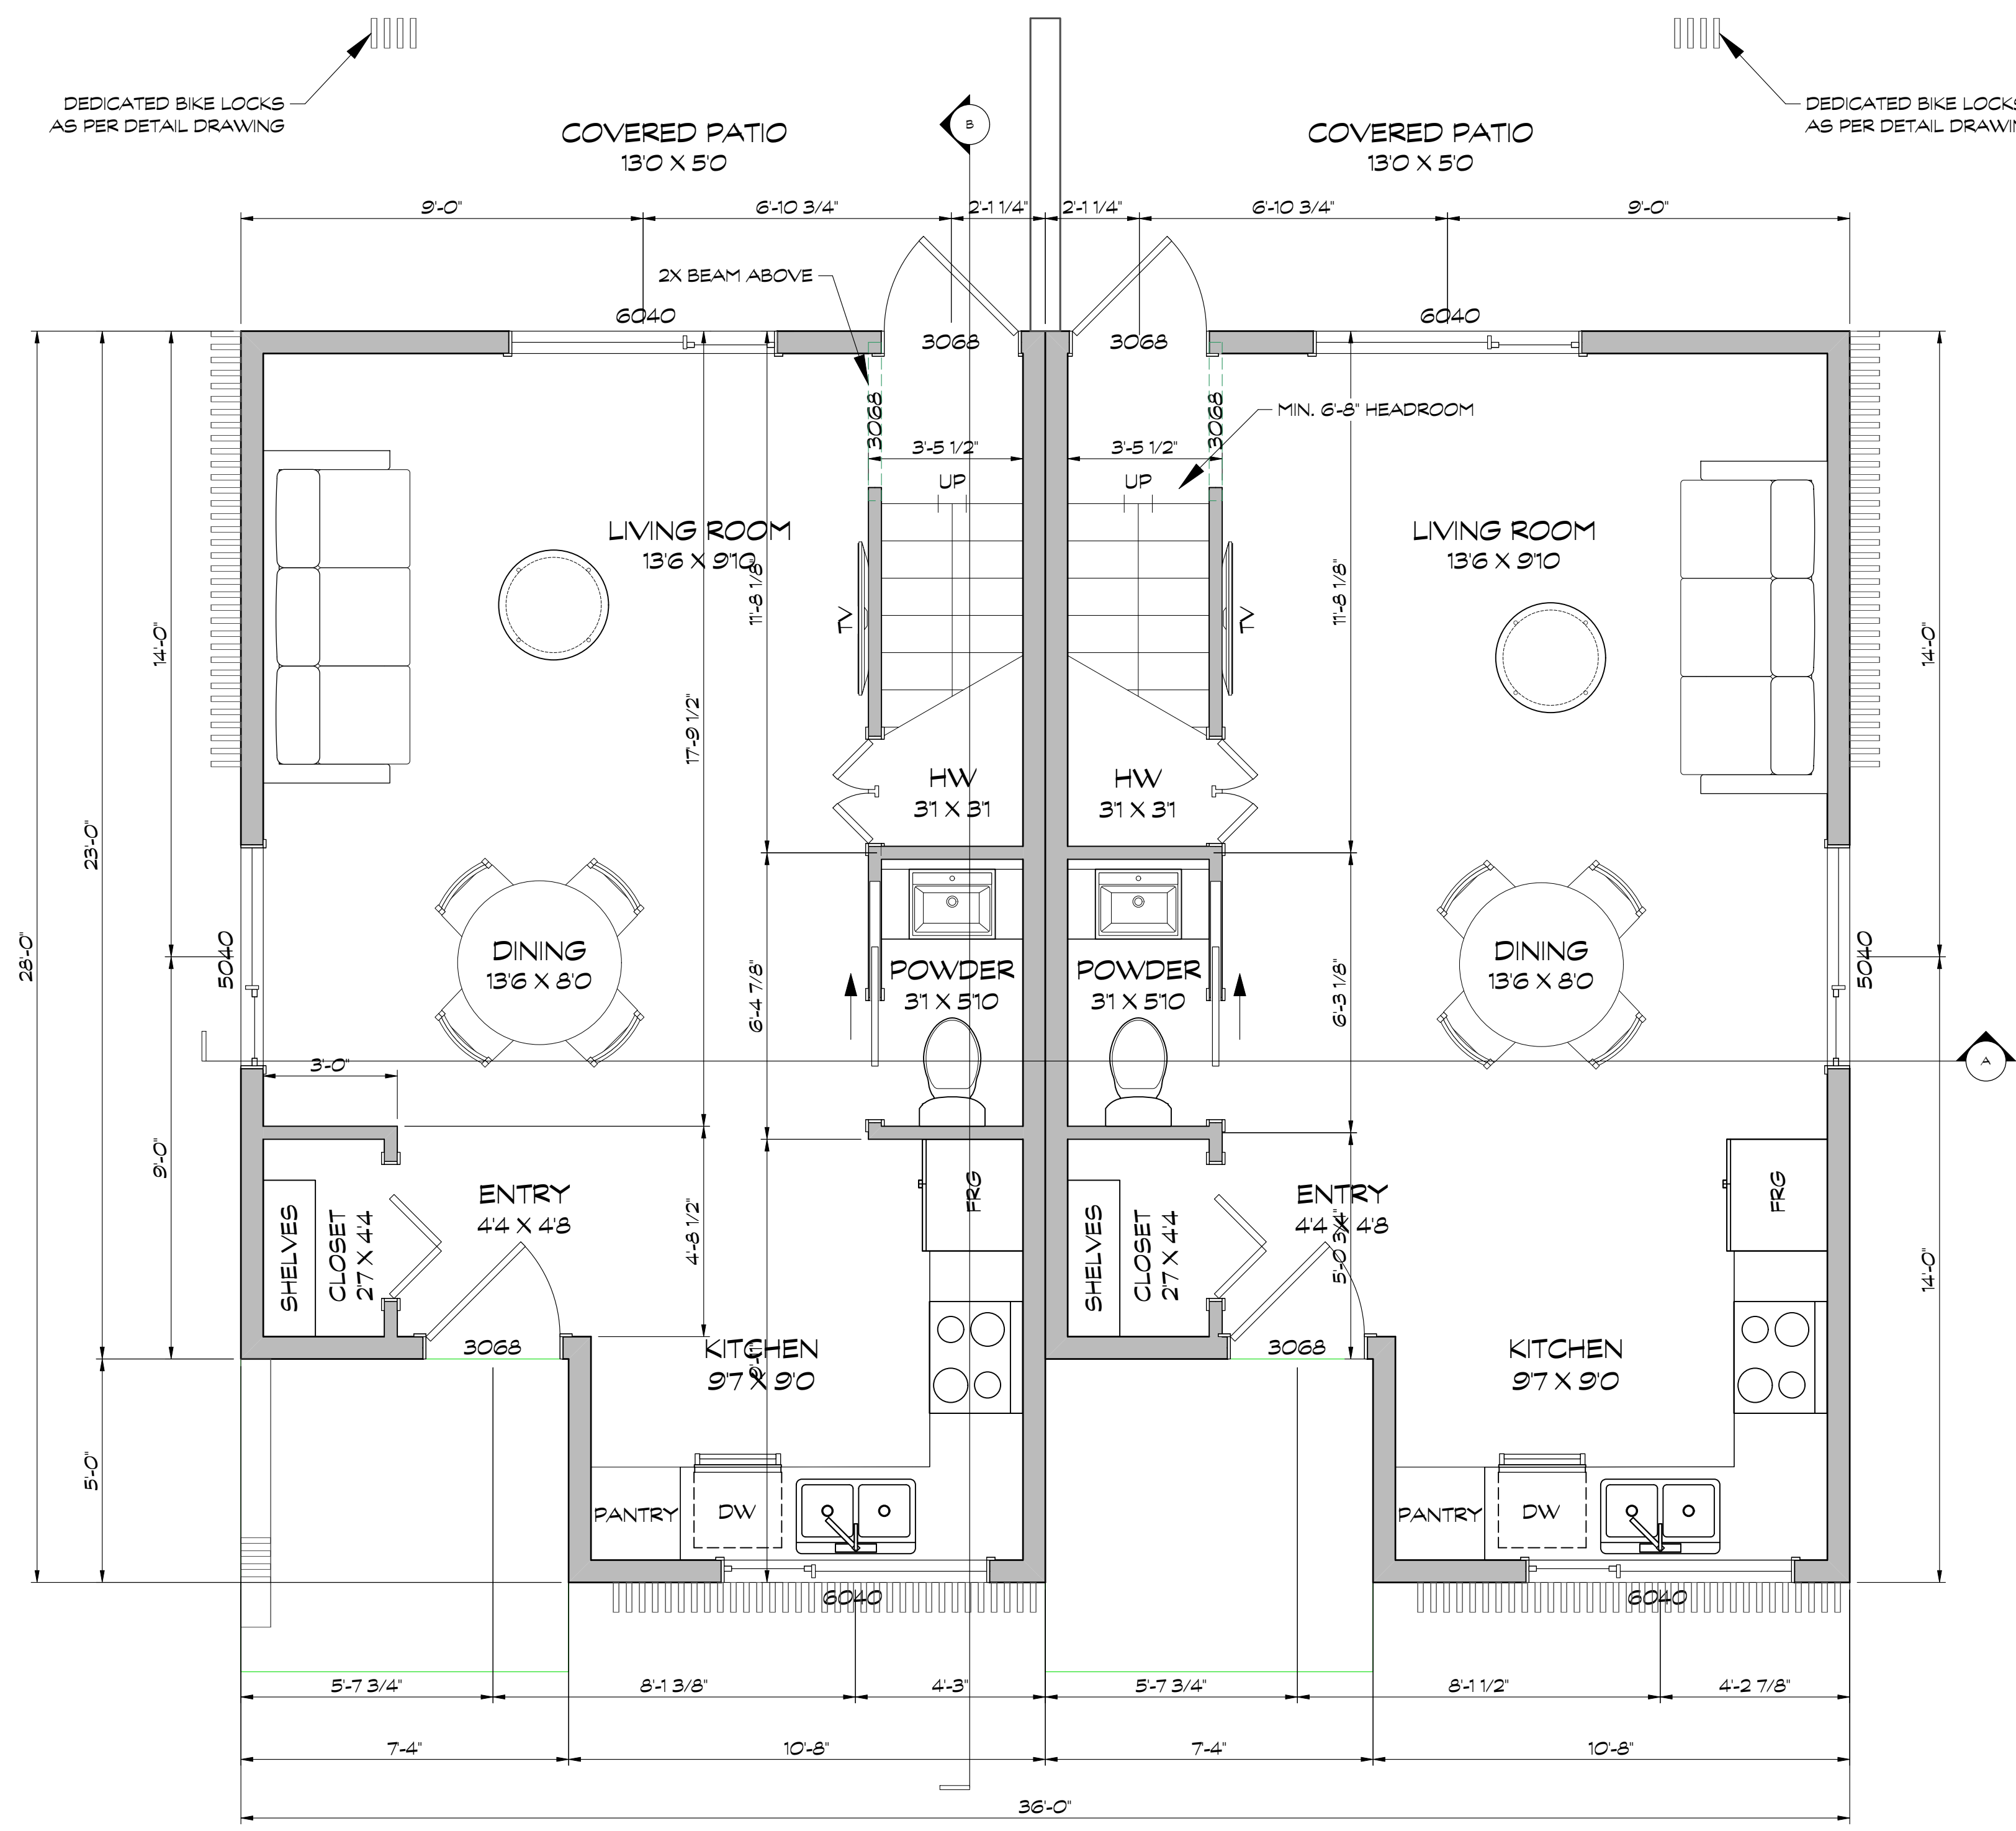 DEDICATED BIKE LOCKS
AS PER DETAIL DRAWING
COVERED PATIO
13'0 X 5'0
B
COVERED PATIO
13'0 X 5'0
DEDICATED BIKE LOCKS
AS PER DETAIL DRAWIN
9'-0"
6'-10 3/4"
2'-1 1/4"
2'-1 1/4"
6'-10 3/4"
9'-0"
2X BEAM ABOVE
6040
3068
3068
6040
3068
3068
MIN. 6'-8" HEADROOM
3'-5 1/2"
3'-5 1/2"
UP
UP
LIVING ROOM
13'6 X 9'10
LIVING ROOM
13'6 X 9'10
11'-8 1/8"
11'-8 1/8"
TV
TV
14'-0"
14'-0"
17'-9 1/2"
HW
3'1 X 3'1
HW
3'1 X 3'1
23'-0"
28'-0"
5040
5040
DINING
13'6 X 8'0
POWDER
3'1 X 5'10
POWDER
3'1 X 5'10
DINING
13'6 X 8'0
6'-4 7/8"
6'-3 1/8"
3'-0"
A
9'-0"
ENTRY
4'4 X 4'8
ENTRY
4'4 X 4'8
SHELVES
CLOSET
2'7 X 4'4
4'-8 1/2"
FRG
SHELVES
CLOSET
2'7 X 4'4
5'-0 3/4"
FRG
14'-0"
3068
KITCHEN
9'7 X 9'0
3068
KITCHEN
9'7 X 9'0
5'-0"
PANTRY
DW
PANTRY
DW
6040
6040
5'-7 3/4"
8'-1 3/8"
4'-3"
5'-7 3/4"
8'-1 1/2"
4'-2 7/8"
7'-4"
10'-8"
7'-4"
10'-8"
36'-0"